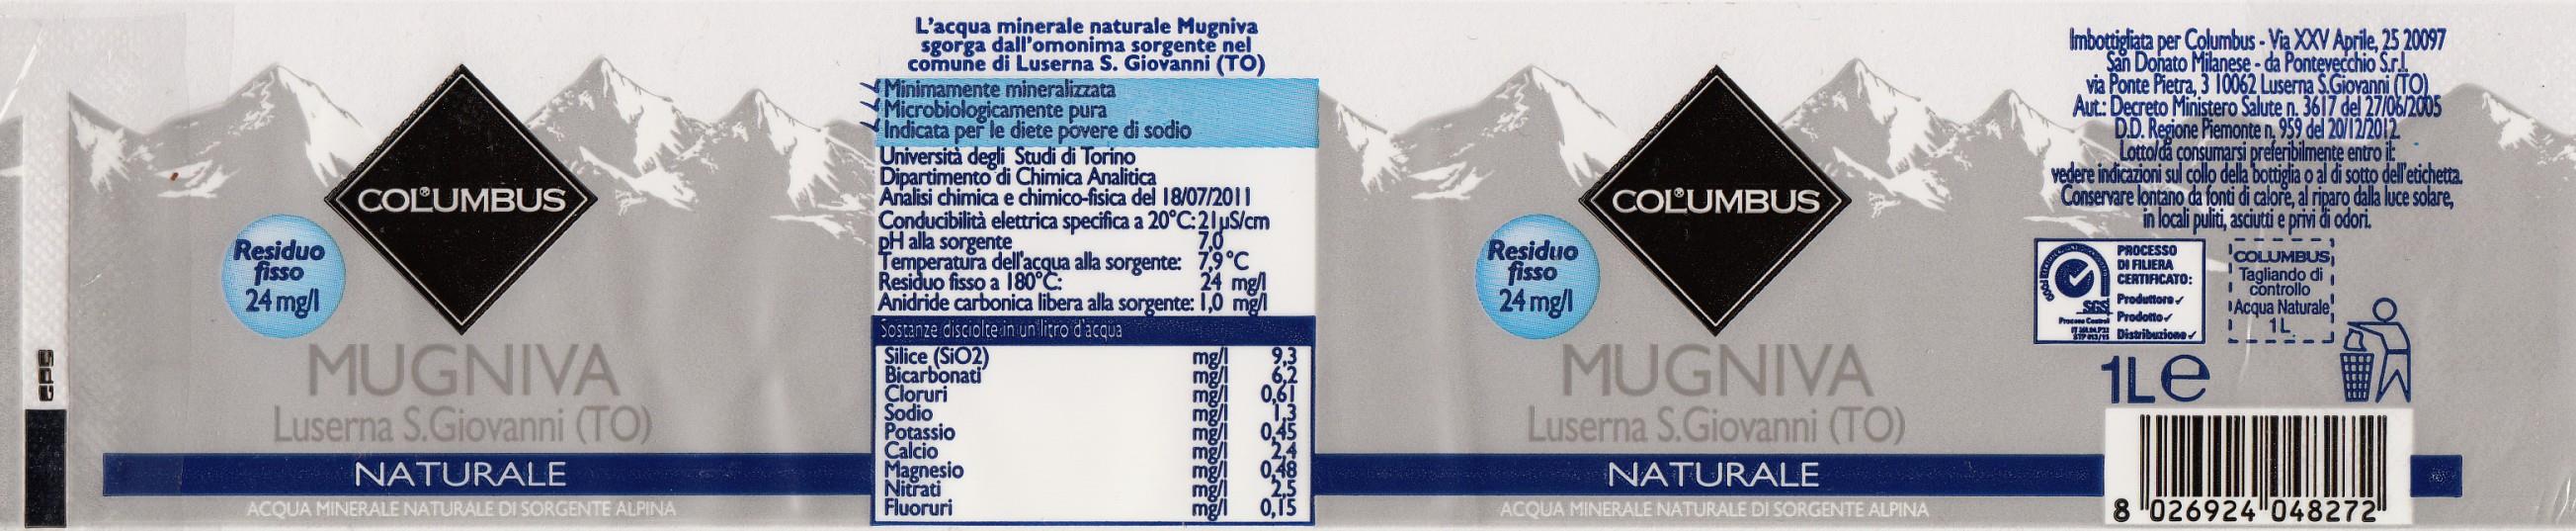 CPS
COL'UMBUS®
Residuo
fisso
24 mg/l
MUGNIVA
Luserna S.Giovanni (TO)
NATURALE
ACQUA MINERALE NATURALE DI SORGENTE ALPINA
L'acqua minerale naturale Mugniva
sgorga dall'omonima sorgente nel
comune di Luserna S. Giovanni (TO)
✓ Minimamente mineralizzata
✓ Microbiologicamente pura
✓ Indicata per le diete povere di sodio
Università degli Studi di Torino
Dipartimento di Chimica Analitica
Analisi chimica e chimico-fisica del 18/07/2011
Conducibilità elettrica specifica a 20°C: 21 µS/cm
pH alla sorgente 7,0
Temperatura dell'acqua alla sorgente: 7,9 °C
Residuo fisso a 180°C: 24 mg/l
Anidride carbonica libera alla sorgente: 1,0 mg/l
Sostanze disciolte in un litro d'acqua
Silice (SiO2) mg/l 9,3
Bicarbonati mg/l 6,2
Cloruri mg/l 0,61
Sodio mg/l 1,3
Potassio mg/l 0,45
Calcio mg/l 2,4
Magnesio mg/l 0,48
Nitrati mg/l 2,5
Fluoruri mg/l 0,15
COL'UMBUS®
Residuo
fisso
24 mg/l
MUGNIVA
Luserna S.Giovanni (TO)
NATURALE
ACQUA MINERALE NATURALE DI SORGENTE ALPINA
Imbottigliata per Columbus - Via XXV Aprile, 25 20097
San Donato Milanese - da Pontevecchio S.r.l.
via Ponte Pietra, 3 10062 Luserna S.Giovanni (TO)
Aut.: Decreto Ministero Salute n. 3617 del 27/06/2005
D.D. Regione Piemonte n. 959 del 20/12/2012.
Lotto/da consumarsi preferibilmente entro il:
vedere indicazioni sul collo della bottiglia o al di sotto dell'etichetta.
Conservare lontano da fonti di calore, al riparo dalla luce solare,
in locali puliti, asciutti e privi di odori.
SGS
Process Control
PROCESSO
DI FILIERA
CERTIFICATO:
Produttore ✓
Prodotto ✓
Distribuzione ✓
COLUMBUS
Tagliando di
controllo
Acqua Naturale
1 L
1L e
8 026924 048272